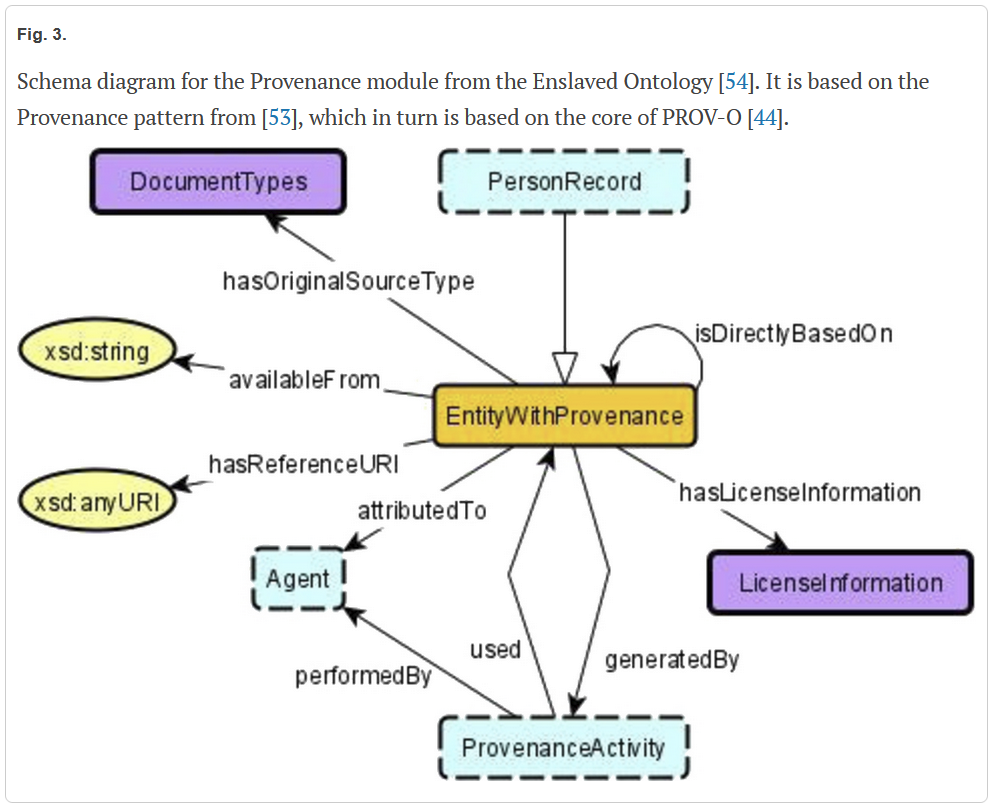 Fig. 3.
Schema diagram for the Provenance module from the Enslaved Ontology [54]. It is based on the
Provenance pattern from [53], which in turn is based on the core of PROV-O [44].
DocumentTypes
PersonRecord
hasOriginalSourceType
isDirectlyBasedOn
xsd:string
availableFrom
EntityWithProvenance
hasReferenceURI
xsd:anyURI
attributedTo
hasLicenseInformation
Agent
LicenseInformation
used
generatedBy
performedBy
ProvenanceActivity